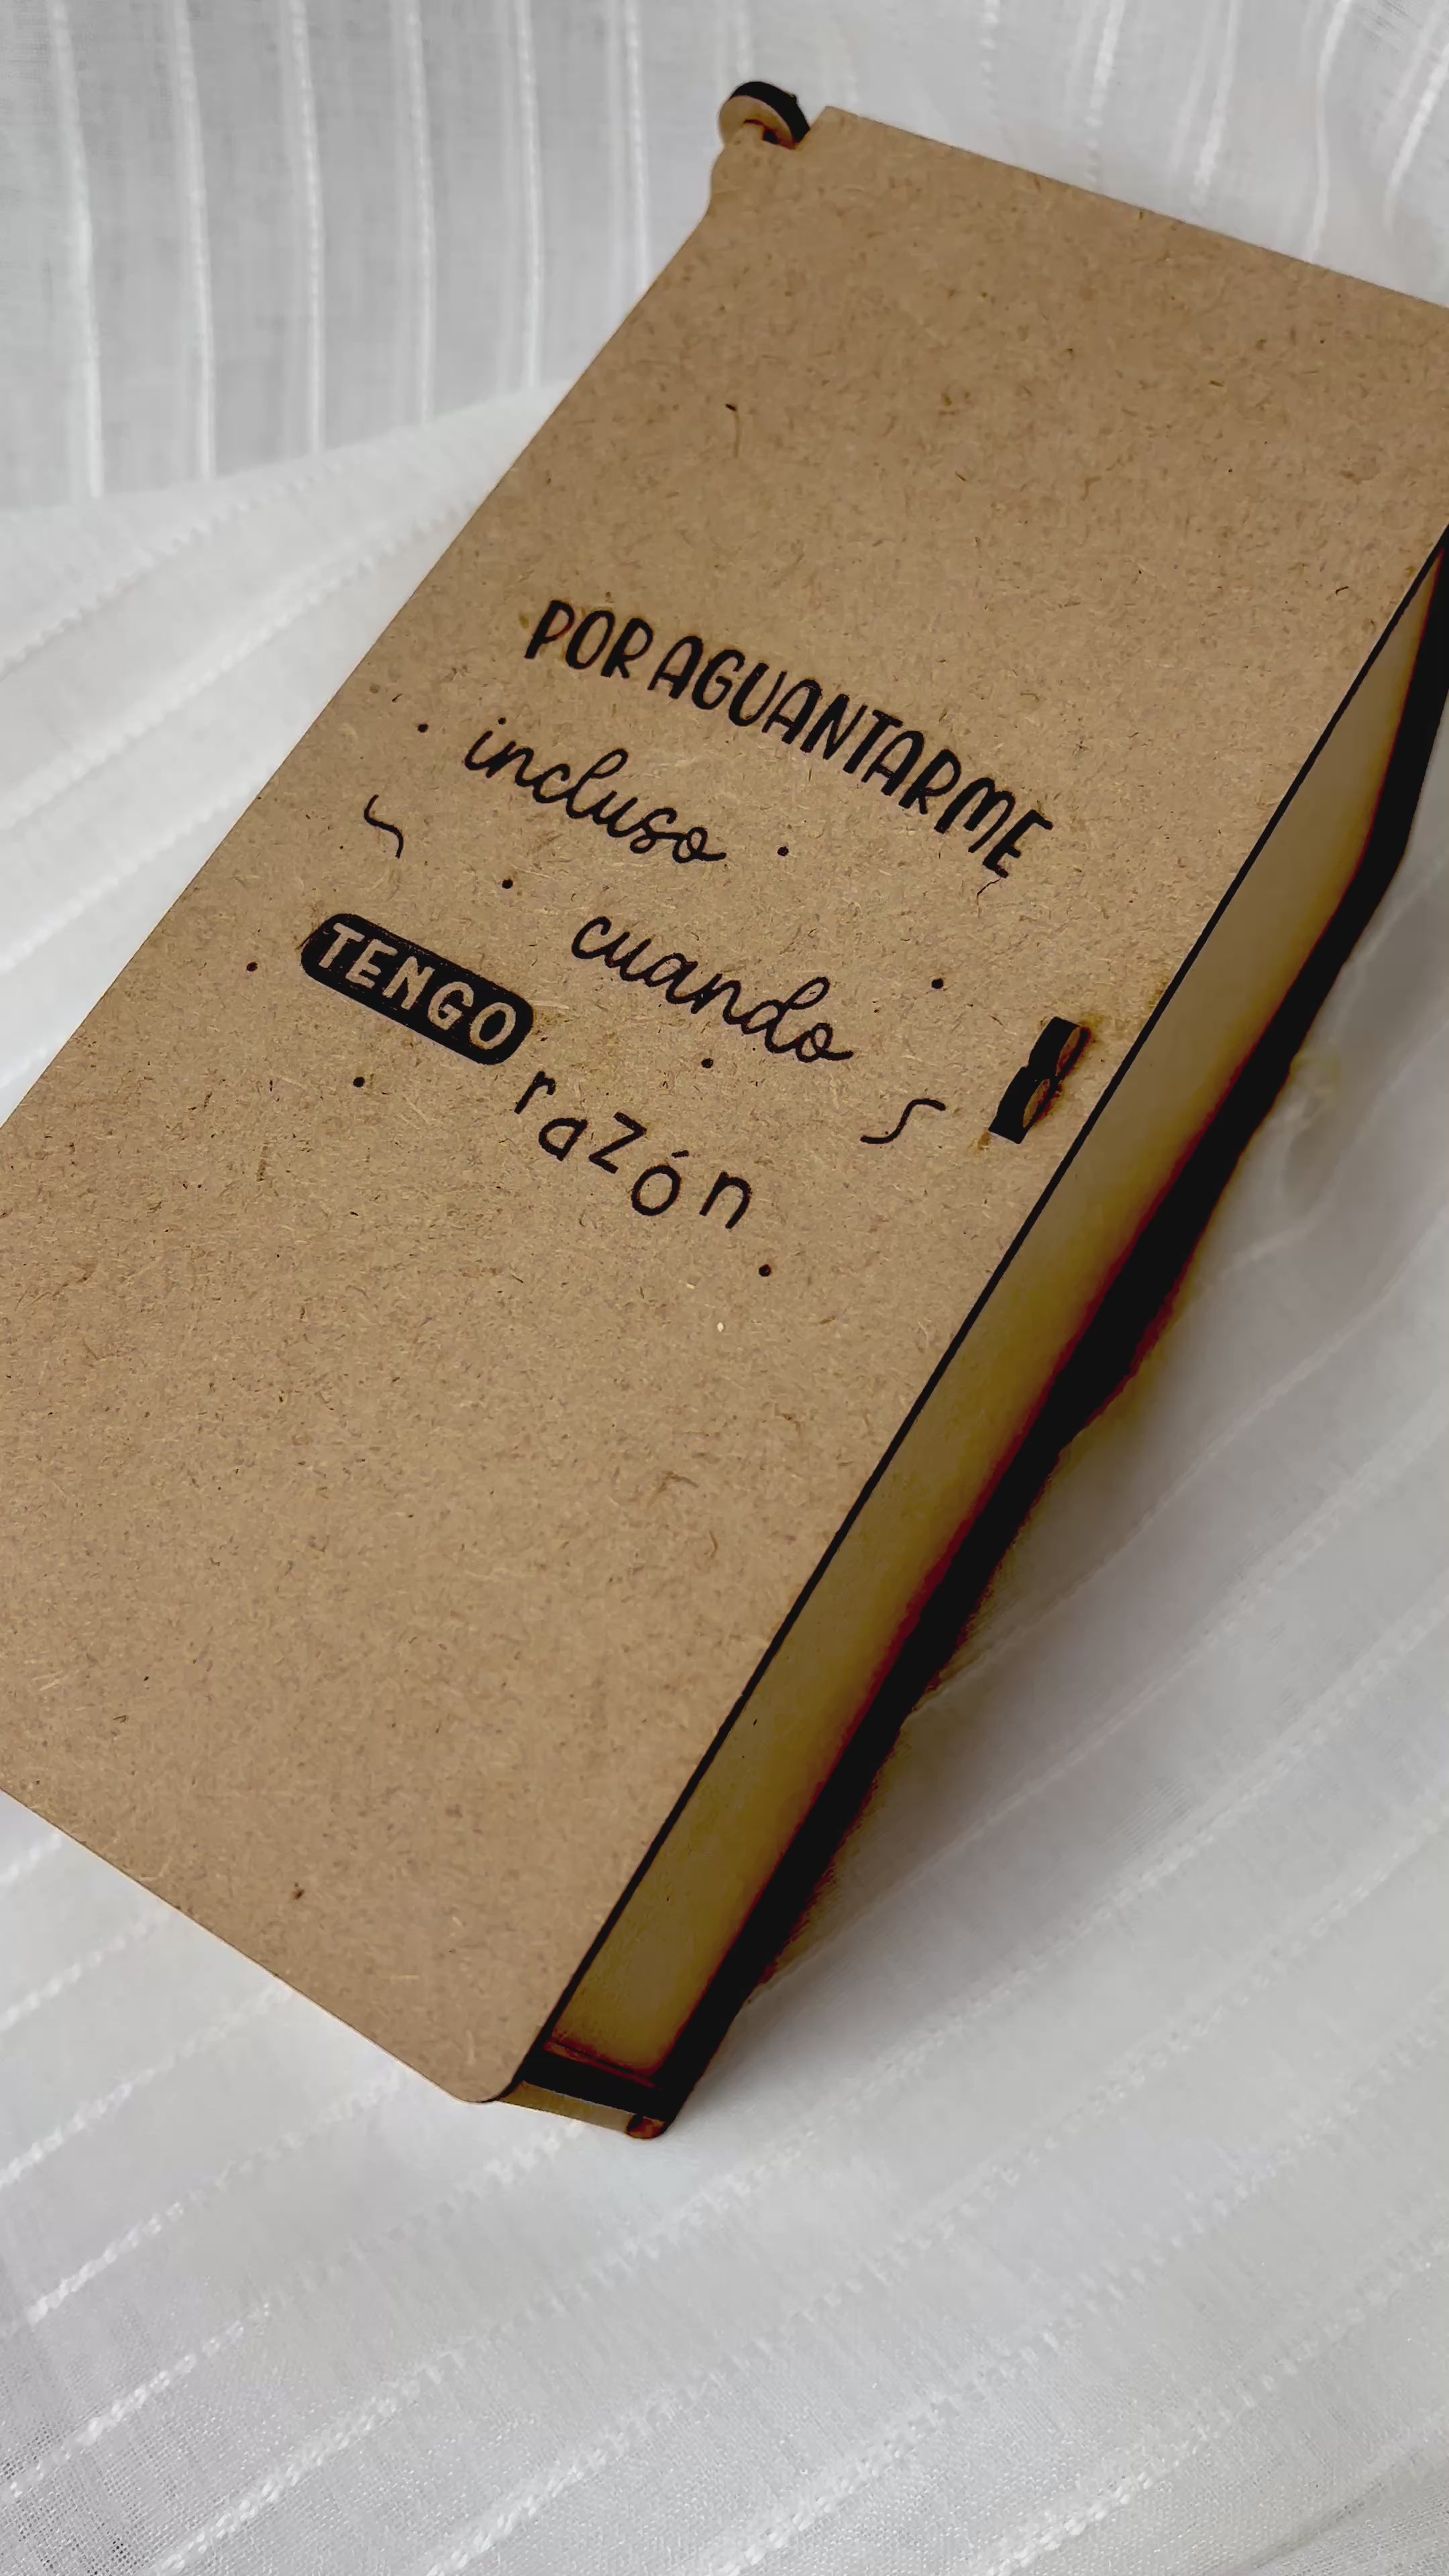 POR AGUANTARME
incluso
cuando
TENGO
razón